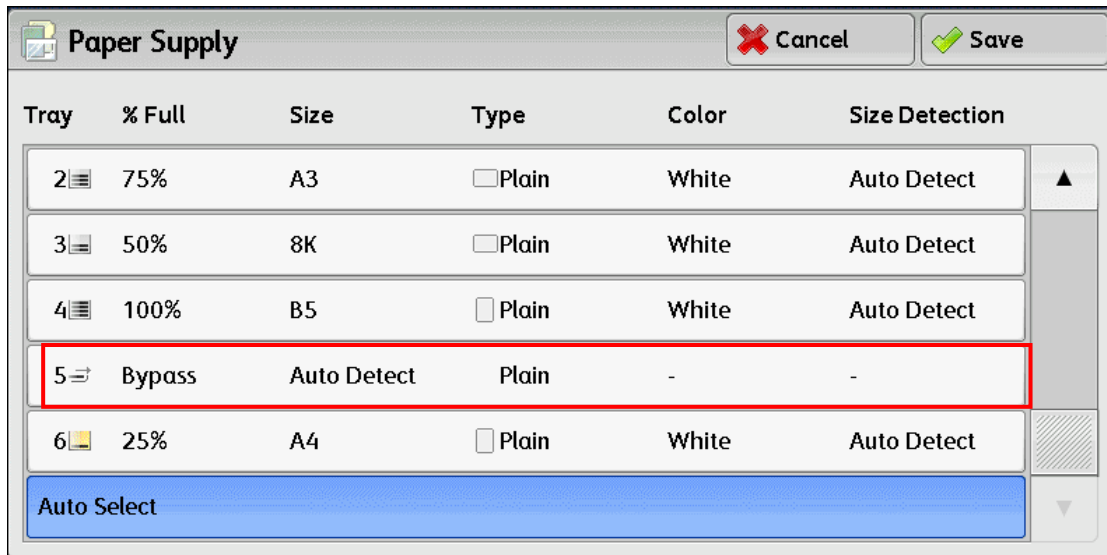 Paper Supply Cancel Save
Tray % Full Size Type Color Size Detection
2 75% A3 Plain White Auto Detect
3 50% 8K Plain White Auto Detect
4 100% B5 Plain White Auto Detect
5 Bypass Auto Detect Plain - -
6 25% A4 Plain White Auto Detect
Auto Select